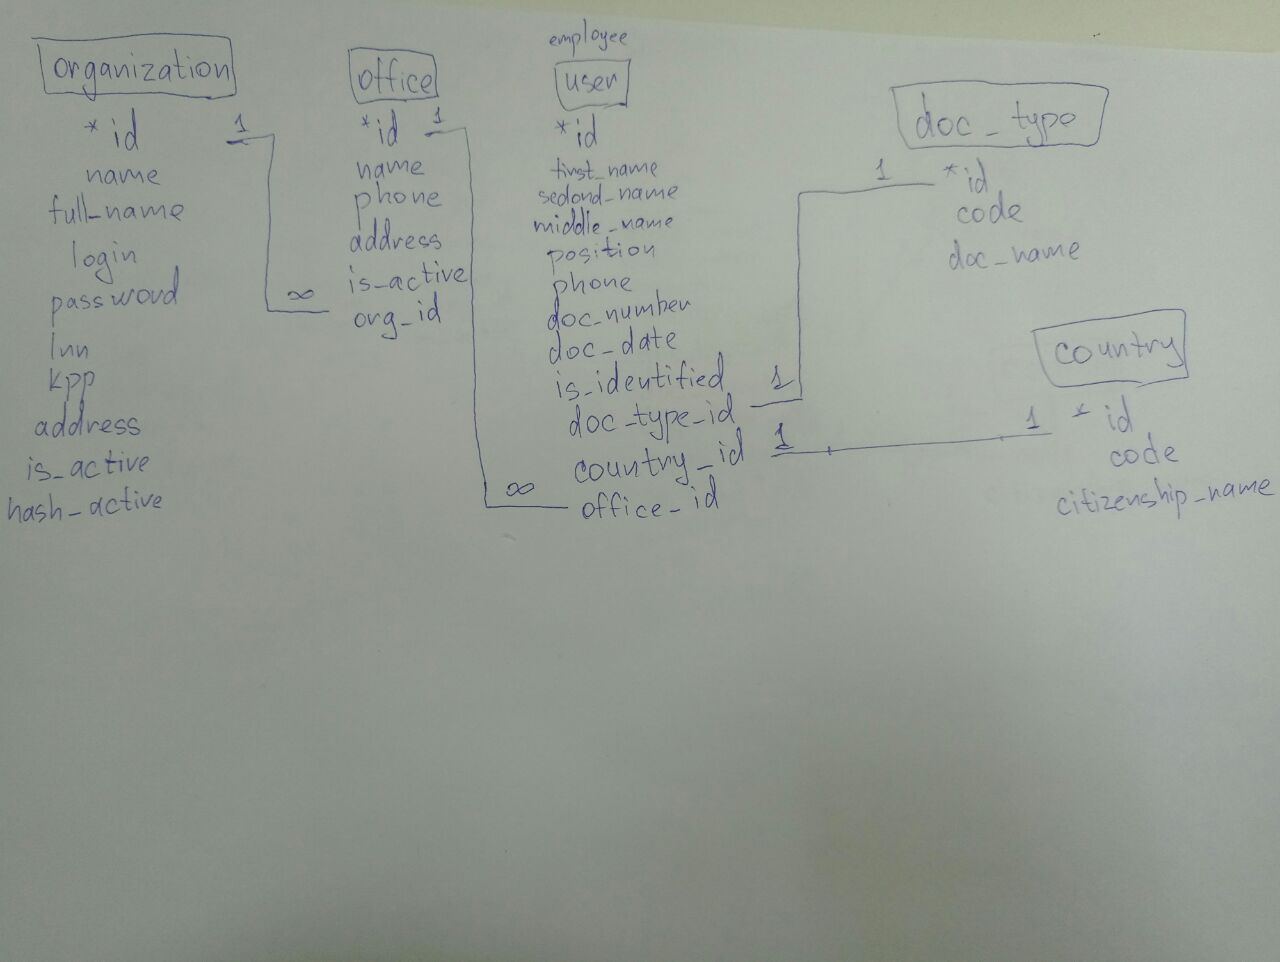 organization
* id
name
full_name
login
password
Inn
kpp
address
is_active
hash_active
1
∞
office
* id
name
phone
address
is_active
org_id
1
∞
employee
user
* id
first_name
sedond_name
middle_name
position
phone
doc_number
doc_date
is_identified
doc_type_id
country_id
office_id
1
1
doc_type
* id
code
doc_name
1
1
country
* id
code
citizenship_name